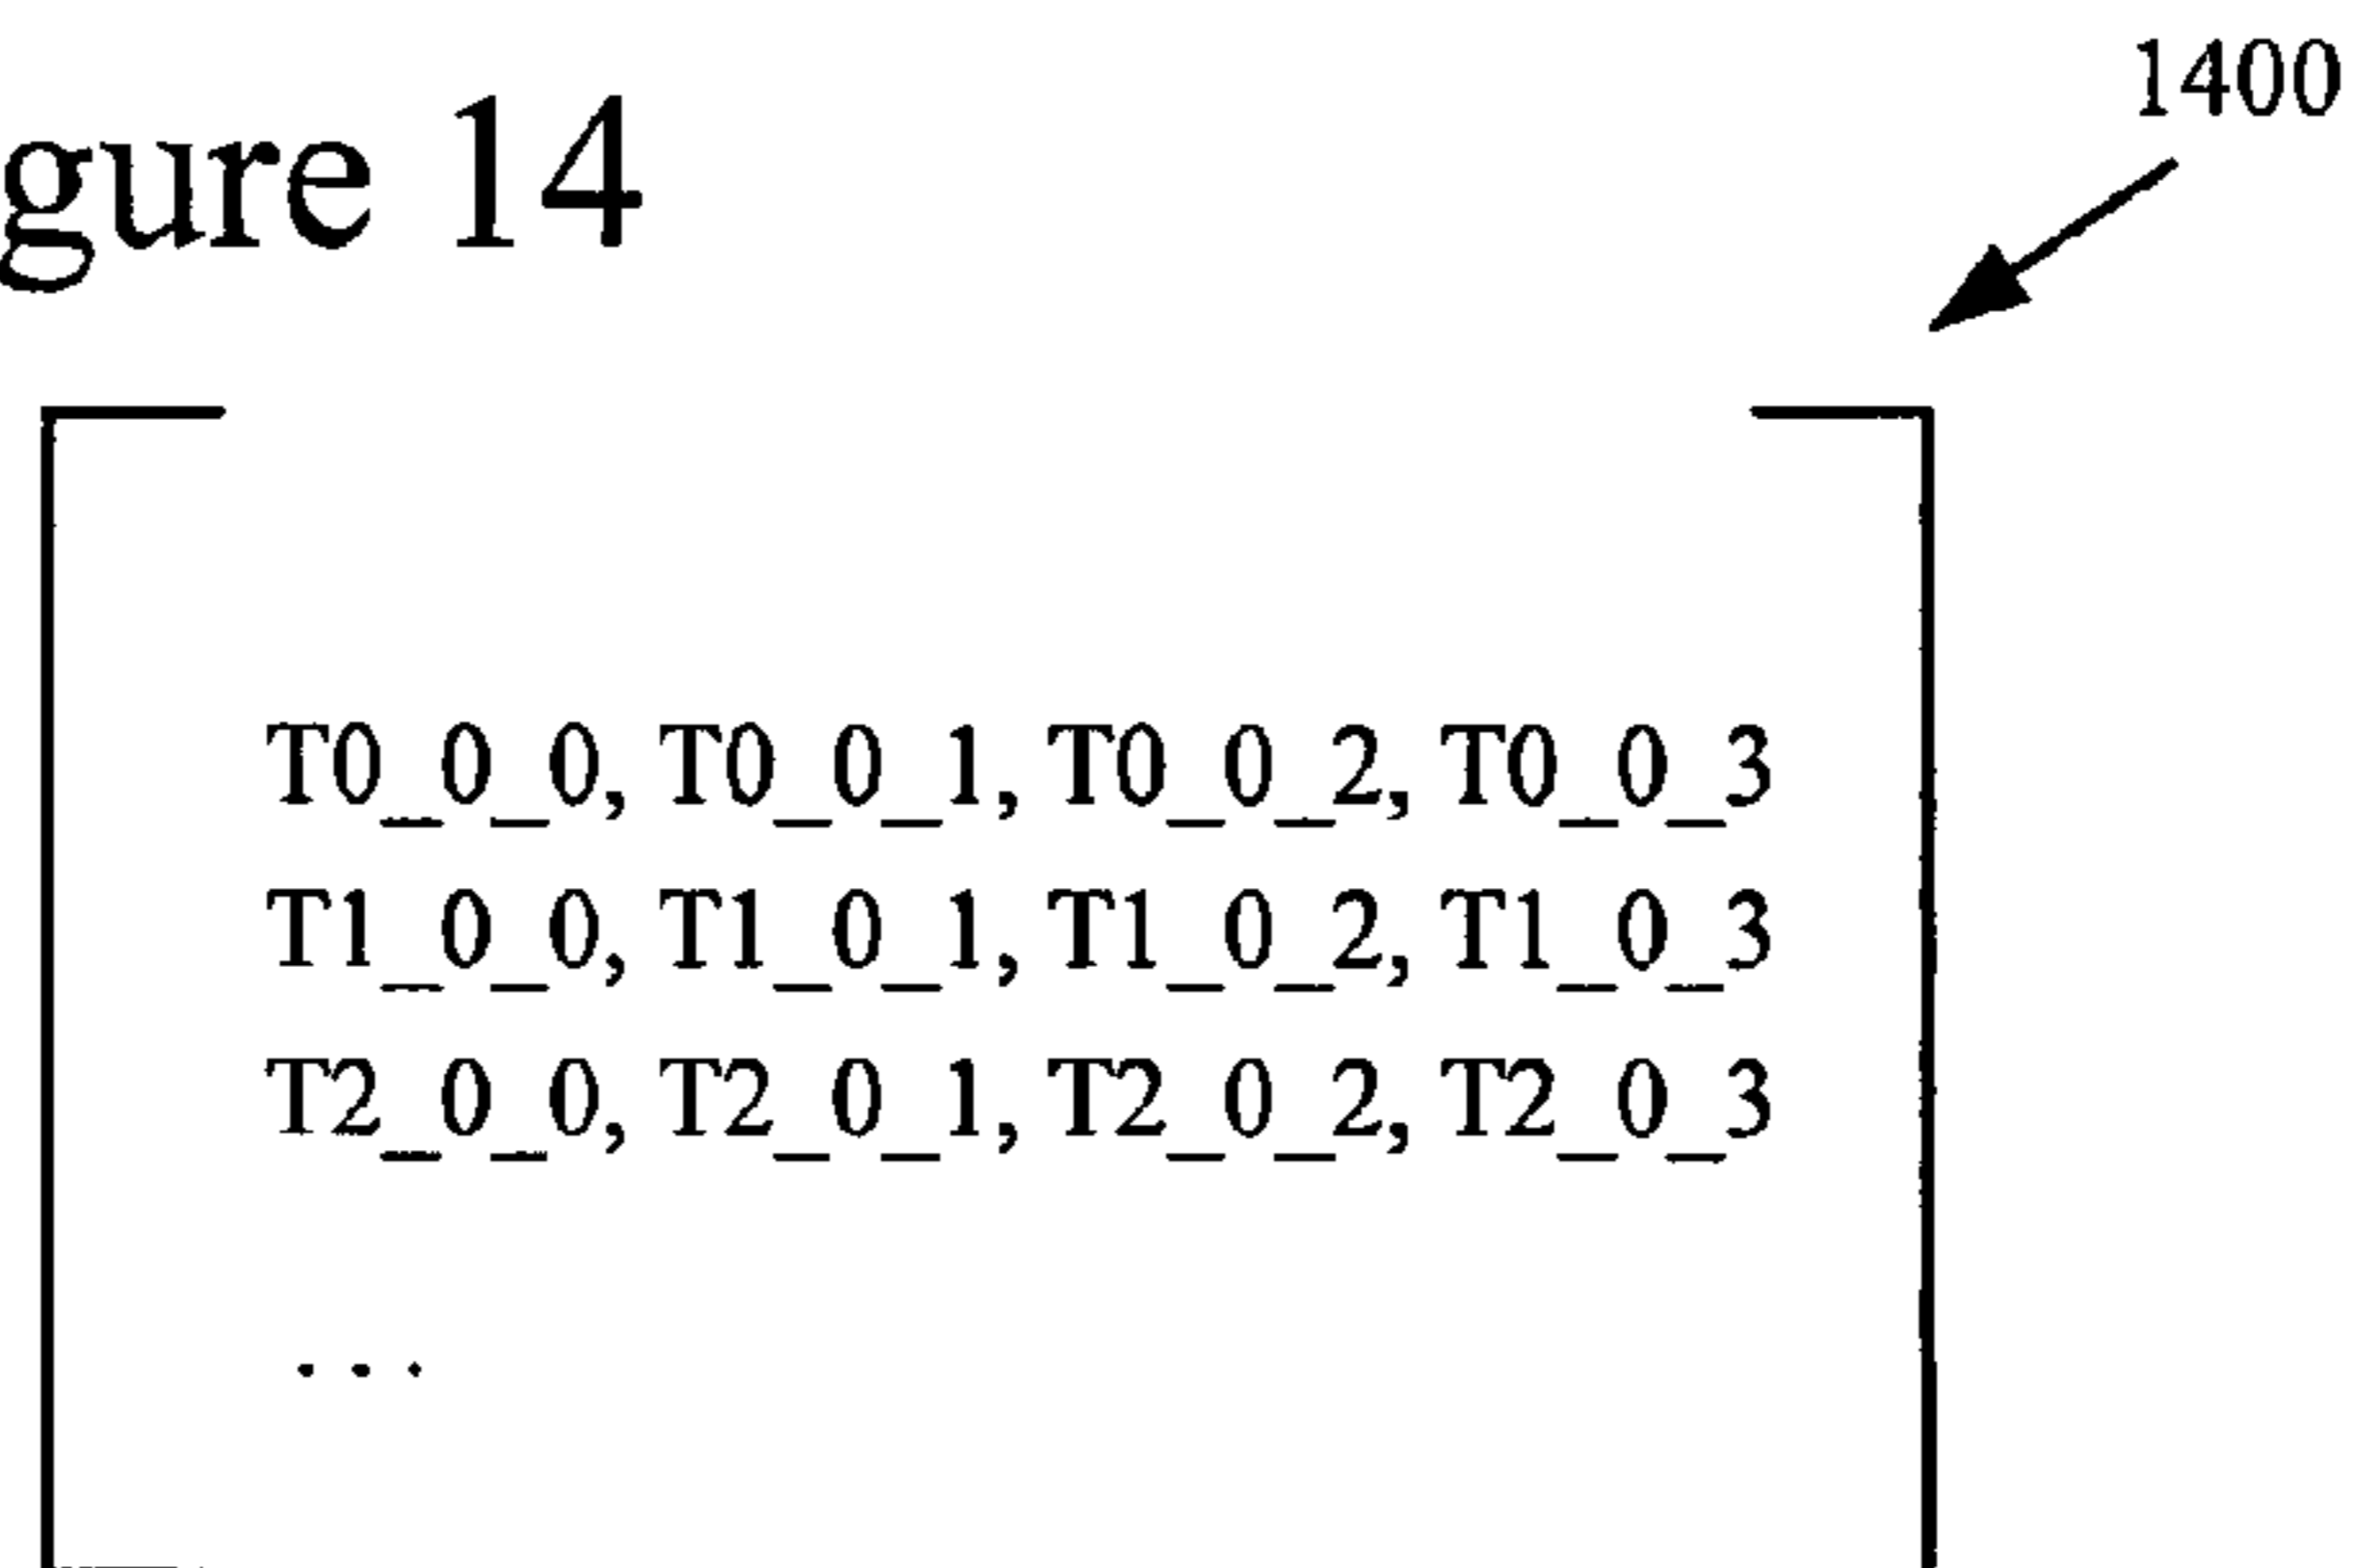 1400
gure 14
T0_0_0, T0_0_1, T0_0_2, T0_0_3
T1_0_0, T1_0_1, T1_0_2, T1_0_3
T2_0_0, T2_0_1, T2_0_2, T2_0_3
...